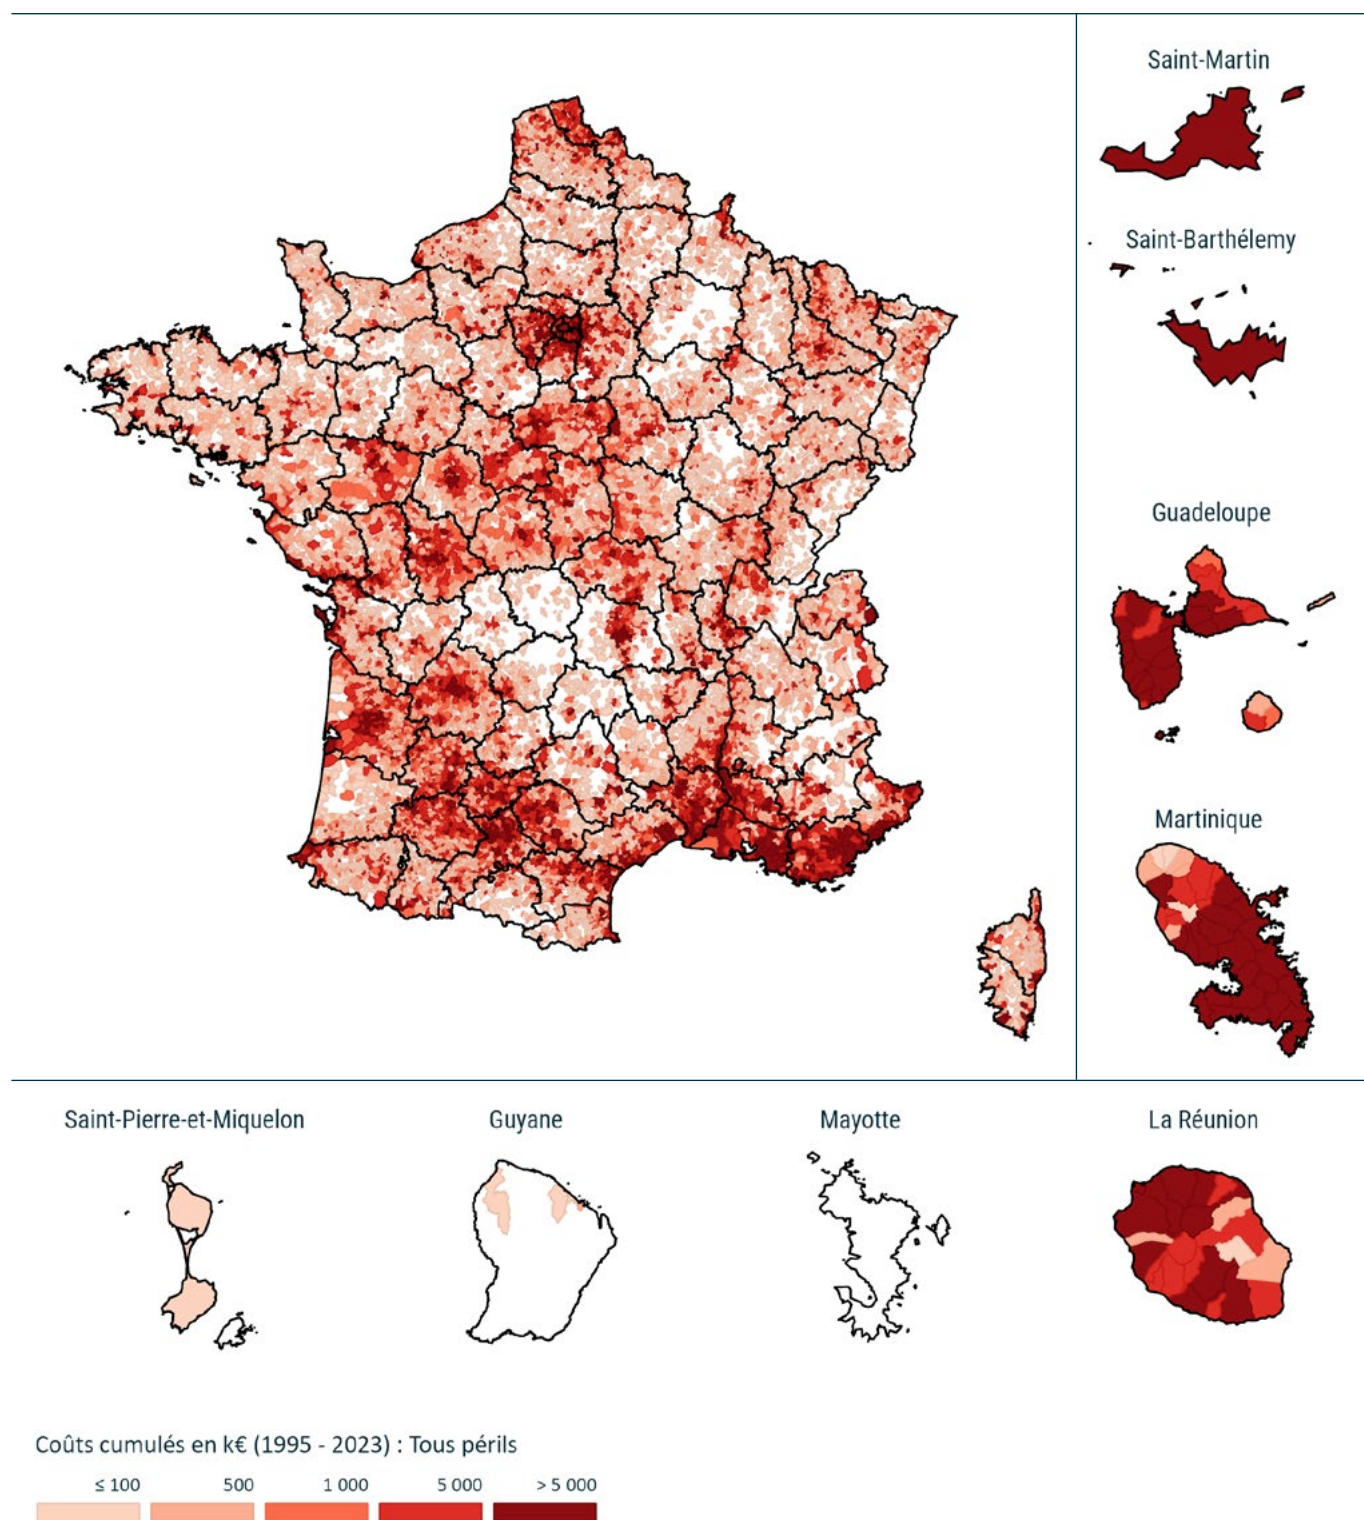 Saint-Martin
Saint-Barthélemy
Guadeloupe
Martinique
Saint-Pierre-et-Miquelon
Guyane
Mayotte
La Réunion
Coûts cumulés en k€ (1995 - 2023) : Tous périls
≤ 100 500 1 000 5 000 > 5 000